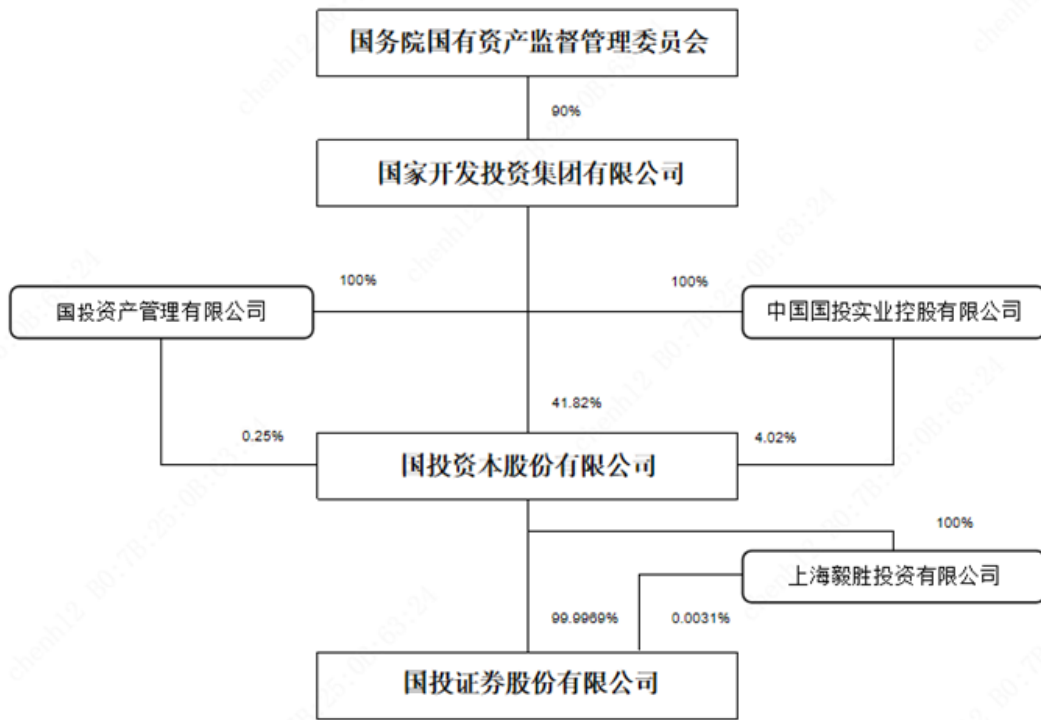 国务院国有资产监督管理委员会
90%
国家开发投资集团有限公司
100%
100%
国投资产管理有限公司
中国国投实业控股有限公司
41.82%
0.25%
4.02%
国投资本股份有限公司
100%
上海毅胜投资有限公司
99.9969%
0.0031%
国投证券股份有限公司